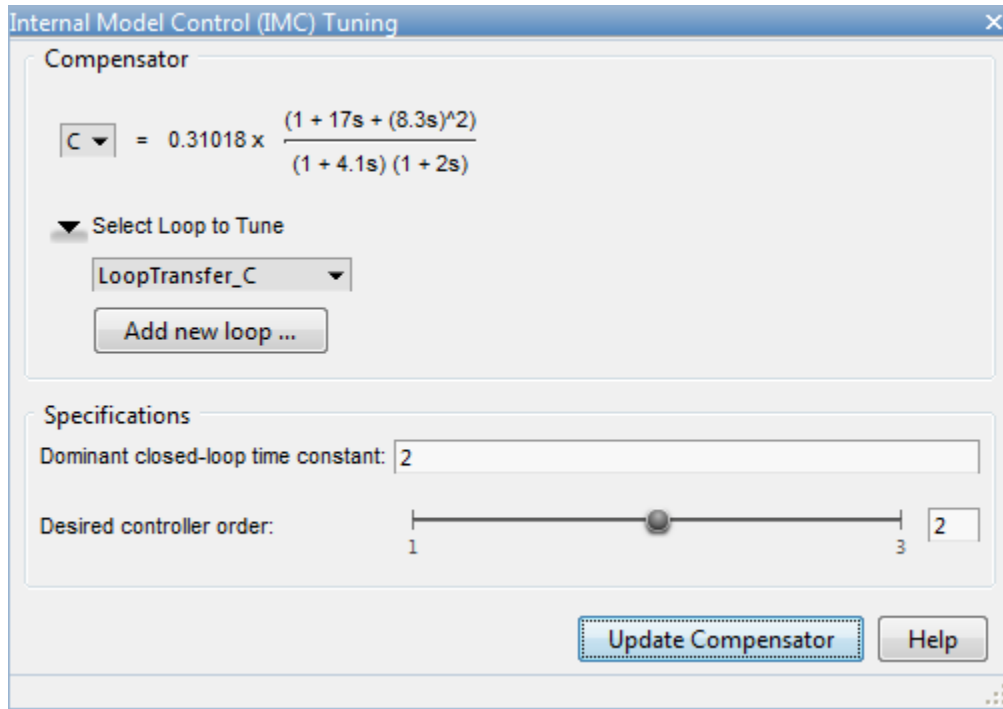 Internal Model Control (IMC) Tuning
Compensator
(1 + 17s + (8.3s)^2)
C = 0.31018 x
(1 + 4.1s) (1 + 2s)
Select Loop to Tune
LoopTransfer_C
Add new loop ...
Specifications
Dominant closed-loop time constant: 2
Desired controller order: 2
1 3
Update Compensator Help